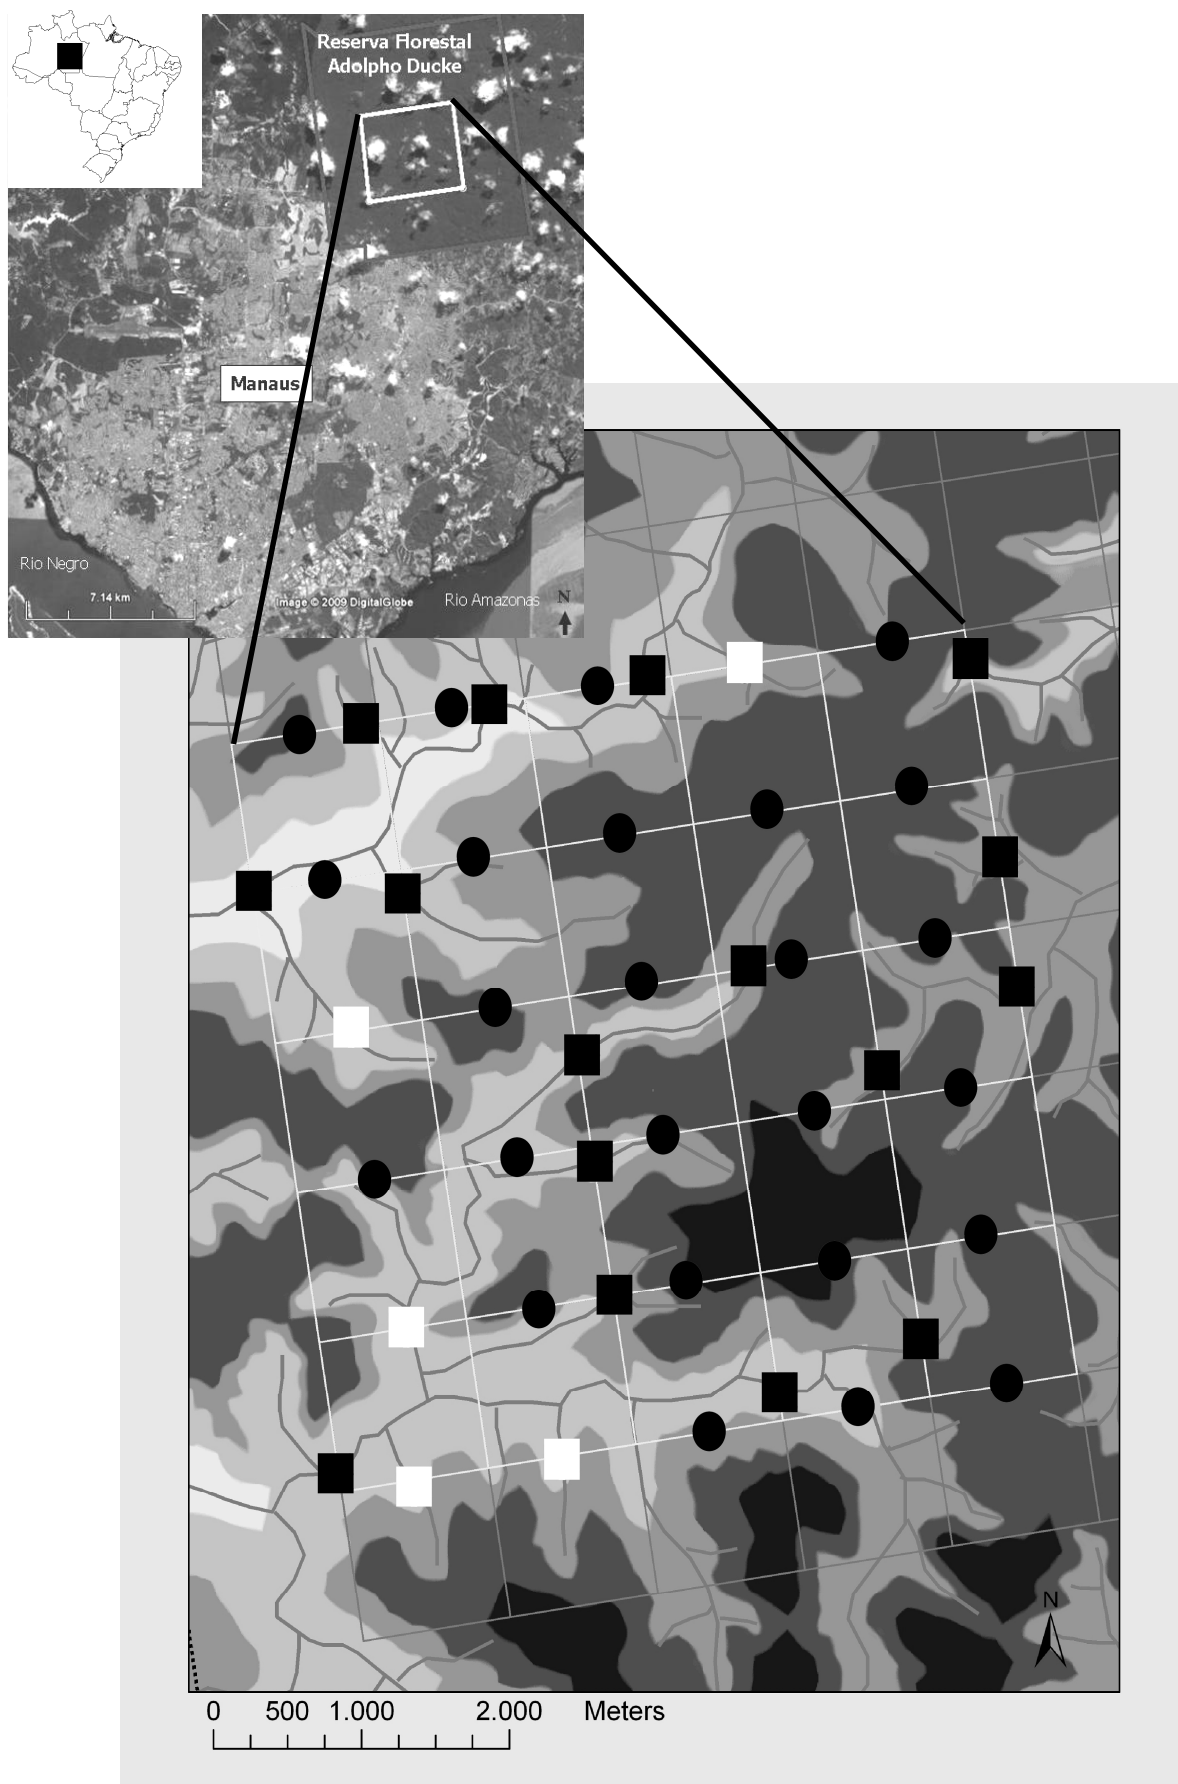 Reserva Florestal
Adolpho Ducke
Manaus
Rio Negro
7.14 km
Image © 2009 DigitalGlobe
Rio Amazonas
N
N
0 500 1.000 2.000 Meters